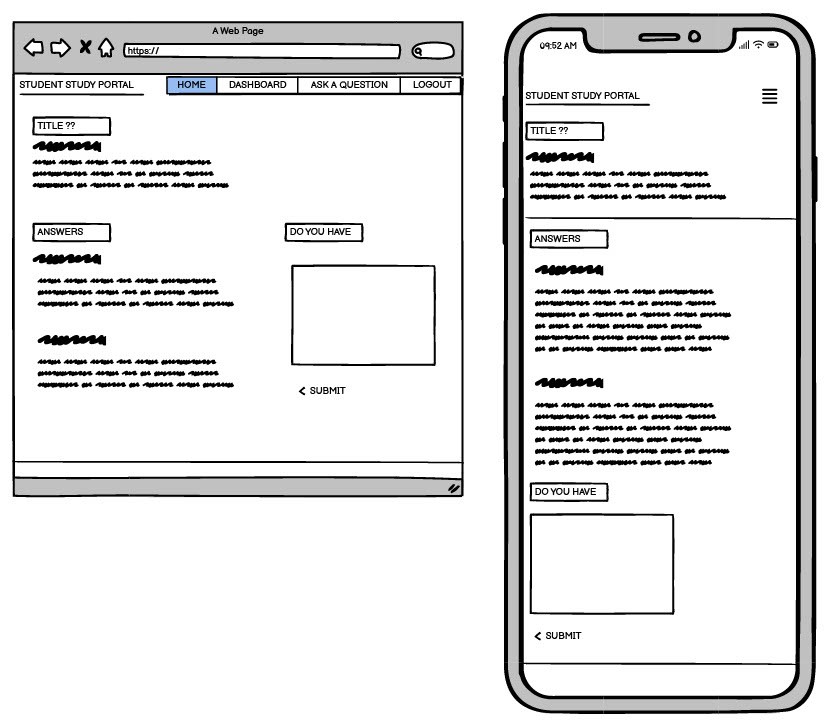 A Web Page
https://
STUDENT STUDY PORTAL
HOME
DASHBOARD
ASK A QUESTION
LOGOUT
TITLE ??
ANSWERS
DO YOU HAVE
SUBMIT
09:52 AM
STUDENT STUDY PORTAL
TITLE ??
ANSWERS
DO YOU HAVE
SUBMIT